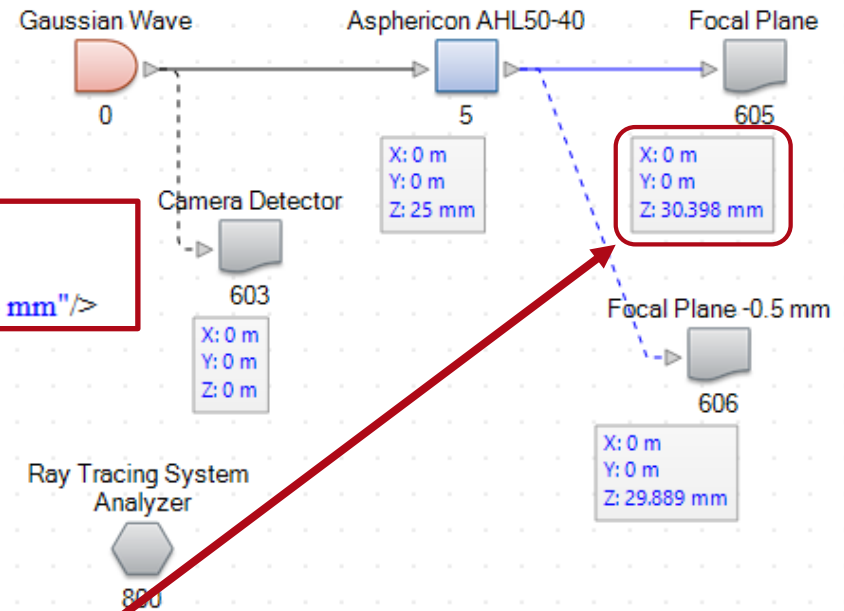 Gaussian Wave
0
Asphericon AHL50-40
5
X: 0 m
Y: 0 m
Z: 25 mm
Focal Plane
605
X: 0 m
Y: 0 m
Z: 30.398 mm
mm"/>
Camera Detector
603
X: 0 m
Y: 0 m
Z: 0 m
Focal Plane -0.5 mm
606
X: 0 m
Y: 0 m
Z: 29.889 mm
Ray Tracing System
Analyzer
800